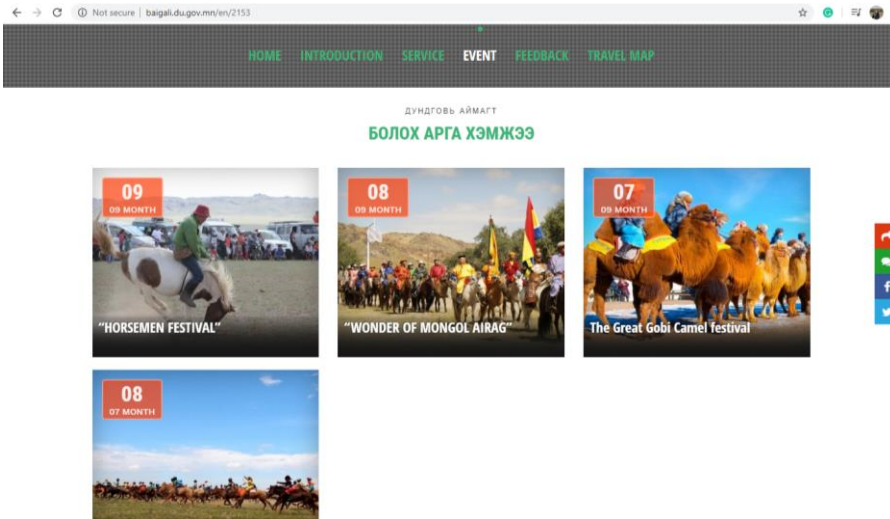 Not secure | baigali.du.gov.mn/en/2153
HOME INTRODUCTION SERVICE EVENT FEEDBACK TRAVEL MAP
ДУНДГОВЬ АЙМАГТ
БОЛОХ АРГА ХЭМЖЭЭ
09
09 MONTH
"HORSEMEN FESTIVAL"
08
09 MONTH
"WONDER OF MONGOL AIRAG"
07
09 MONTH
The Great Gobi Camel festival
08
07 MONTH